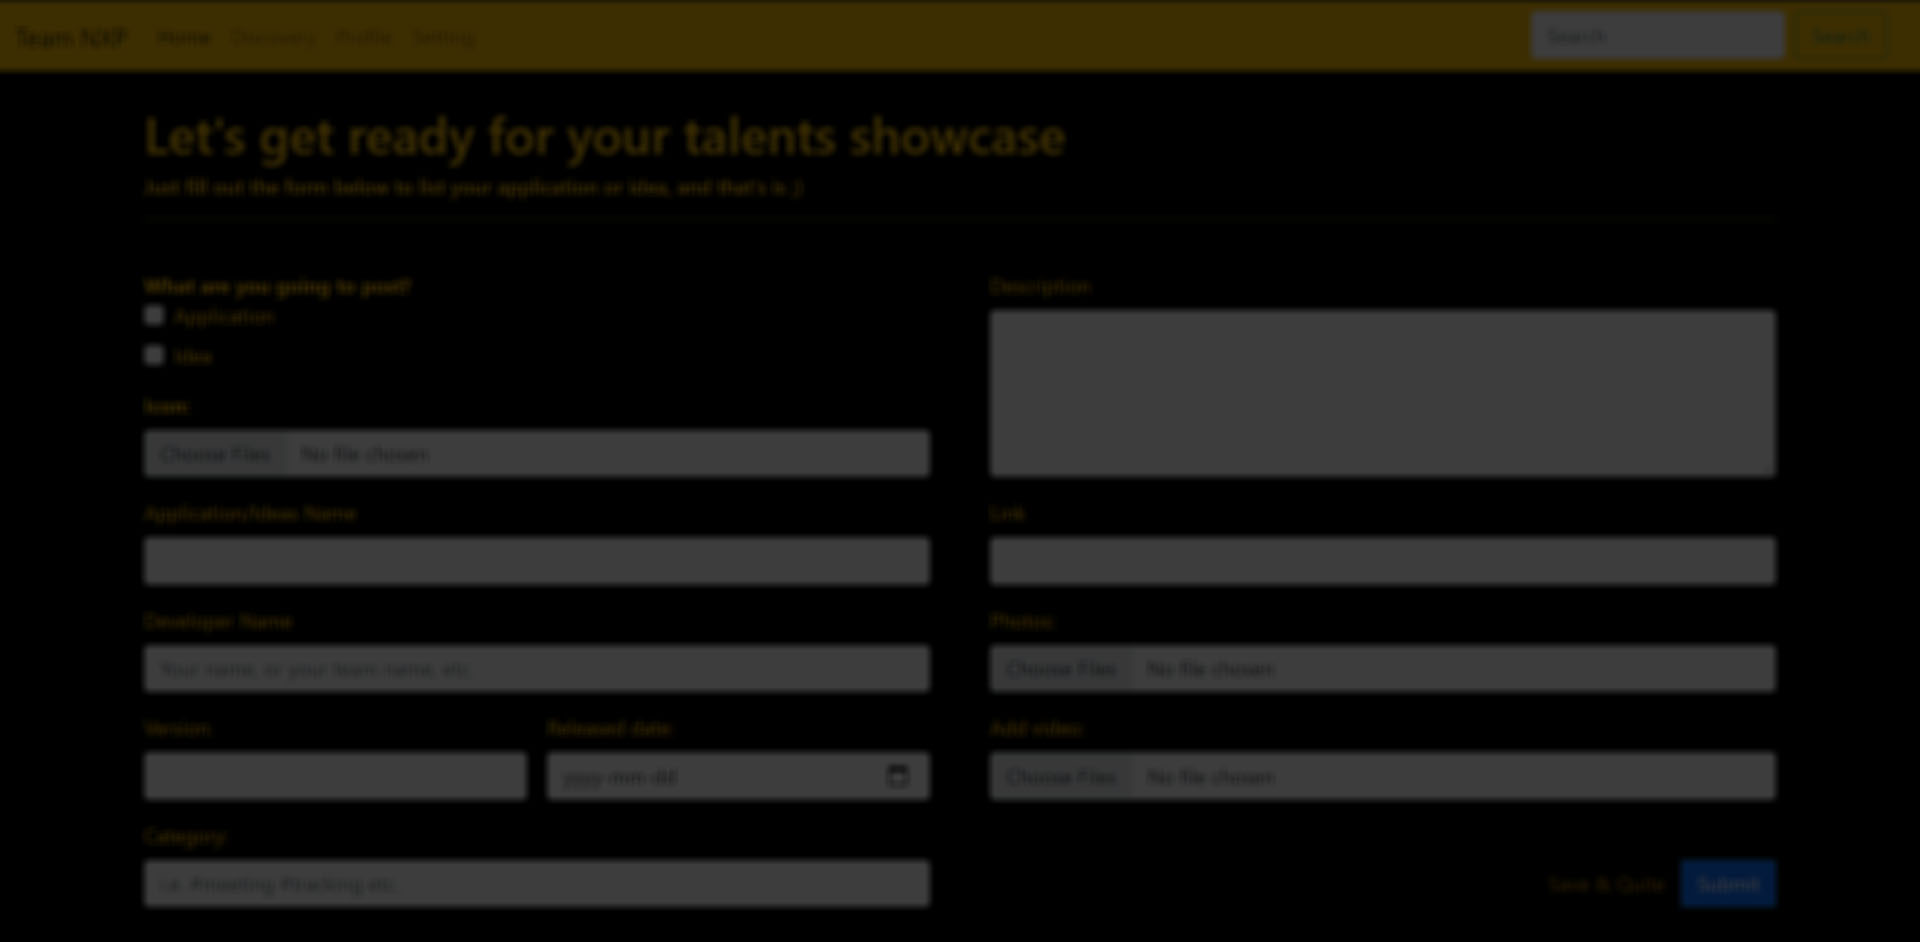 Team NXP Home Discovery Profile Setting Search Search
Let's get ready for your talents showcase
Just fill out the form below to list your application or idea, and that's is ;)
What are you going to post?
Application
Idea
Icon:
Choose Files No file chosen
Application/Ideas Name
Developer Name
Your name, or your team name, etc.
Version: Released date:
yyyy-mm-dd
Category:
i.e. #meeting #tracking etc.
Description
Link
Photos:
Choose Files No file chosen
Add video:
Choose Files No file chosen
Save & Quite Submit